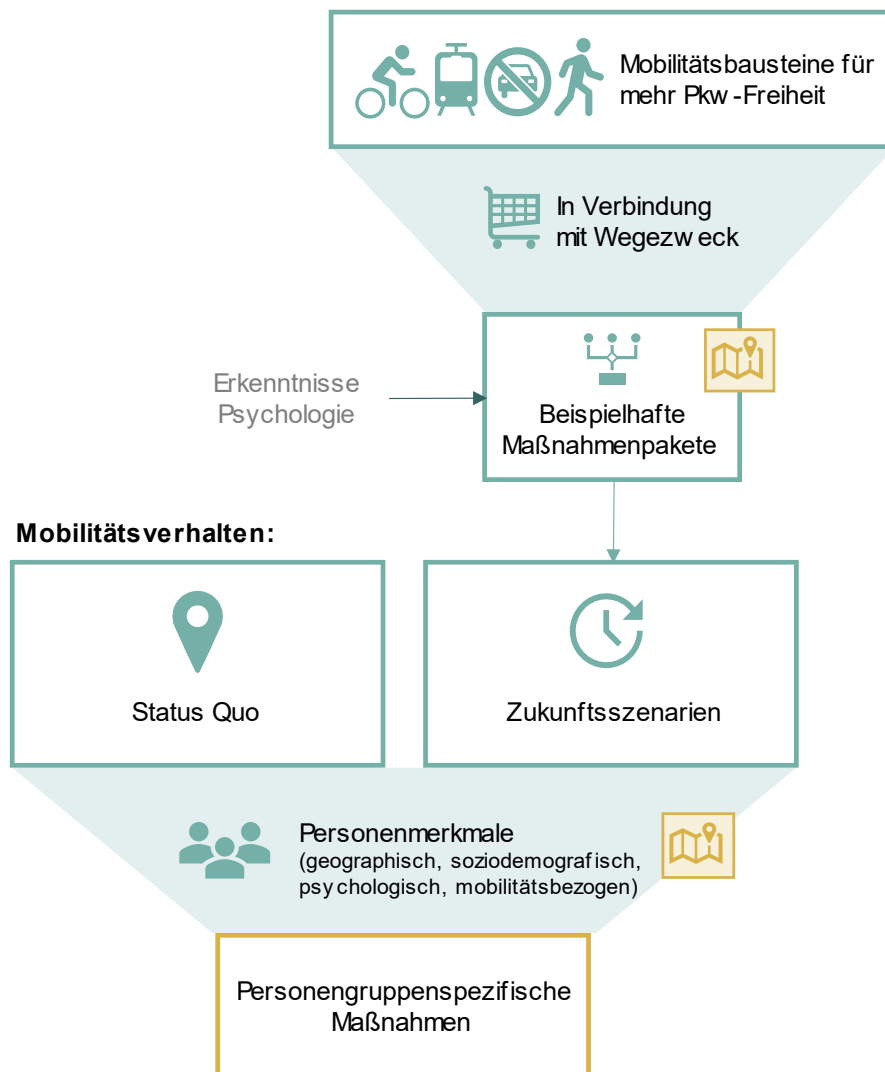 Mobilitätsbausteine für
mehr Pkw-Freiheit
In Verbindung
mit Wegezweck
Erkenntnisse
Psychologie
Beispielhafte
Maßnahmenpakete
Mobilitätsverhalten:
Status Quo
Zukunftsszenarien
Personenmerkmale
(geographisch, soziodemografisch,
psychologisch, mobilitätsbezogen)
Personengruppenspezifische
Maßnahmen